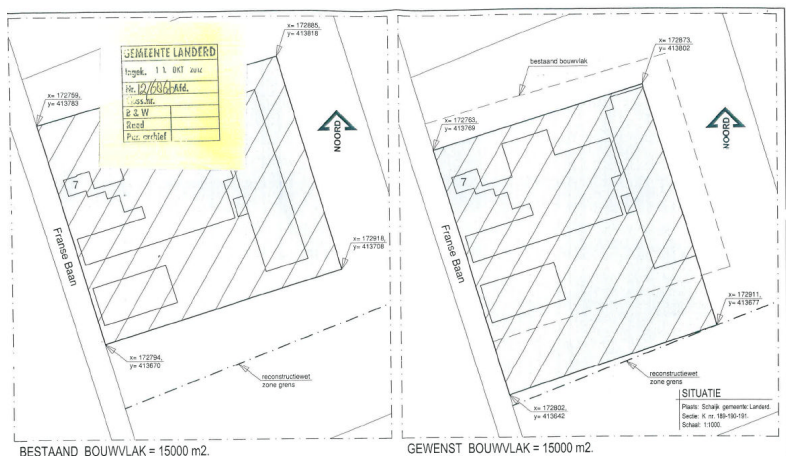 x= 172885,
y= 413818
x= 172759,
y= 413783
GEMEENTE LANDERD
Ingek. 11 OKT 2012
Nr. Afd.
B & W
Raad
archief
NOORD
7
Franse Baan
x= 172918,
y= 413708
x= 172794,
y= 413670
reconstructiewet
zone grens
BESTAAND BOUWVLAK = 15000 m2.
x= 172873,
y= 413802
bestaand bouwvlak
x= 172763,
y= 413769
NOORD
7
Franse Baan
x= 172911,
y= 413677
reconstructiewet
zone grens
x= 172802,
y= 413642
SITUATIE
Plaats: Schaijk gemeente: Landerd.
Sectie: K nr. 189-190-191.
Schaal: 1:1000.
GEWENST BOUWVLAK = 15000 m2.